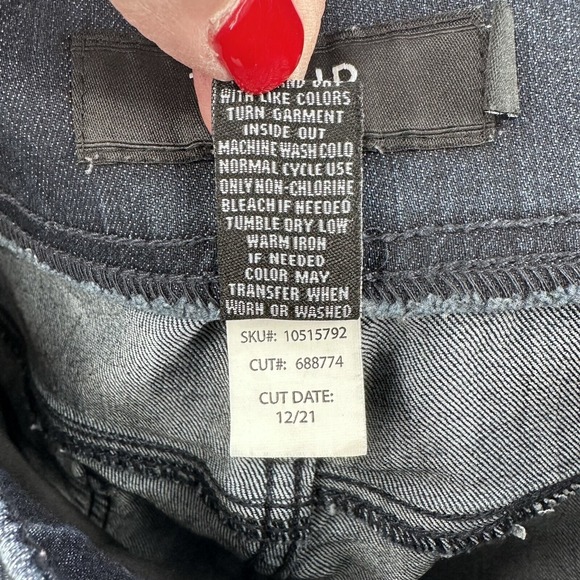 AND DRY
WITH LIKE COLORS
TURN GARMENT
INSIDE OUT
MACHINE WASH COLD
NORMAL CYCLE USE
ONLY NON-CHLORINE
BLEACH IF NEEDED
TUMBLE DRY LOW
WARM IRON
IF NEEDED
COLOR MAY
TRANSFER WHEN
WORN OR WASHED
SKU#: 10515792
CUT#: 688774
CUT DATE:
12/21